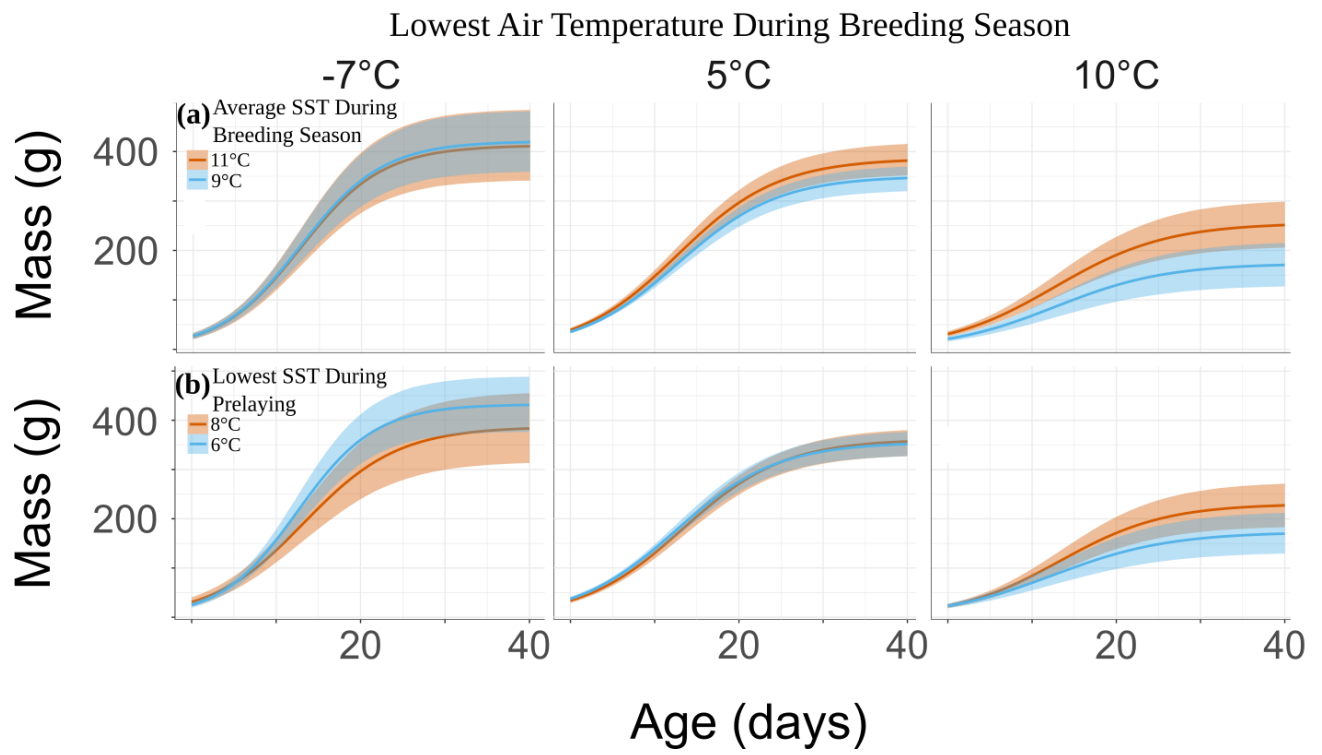 Lowest Air Temperature During Breeding Season
-7°C 5°C 10°C
(a) Average SST During
Breeding Season
11°C
9°C
Mass (g)
400
200
(b) Lowest SST During
Prelaying
8°C
6°C
Mass (g)
400
200
20 40 20 40 20 40
Age (days)